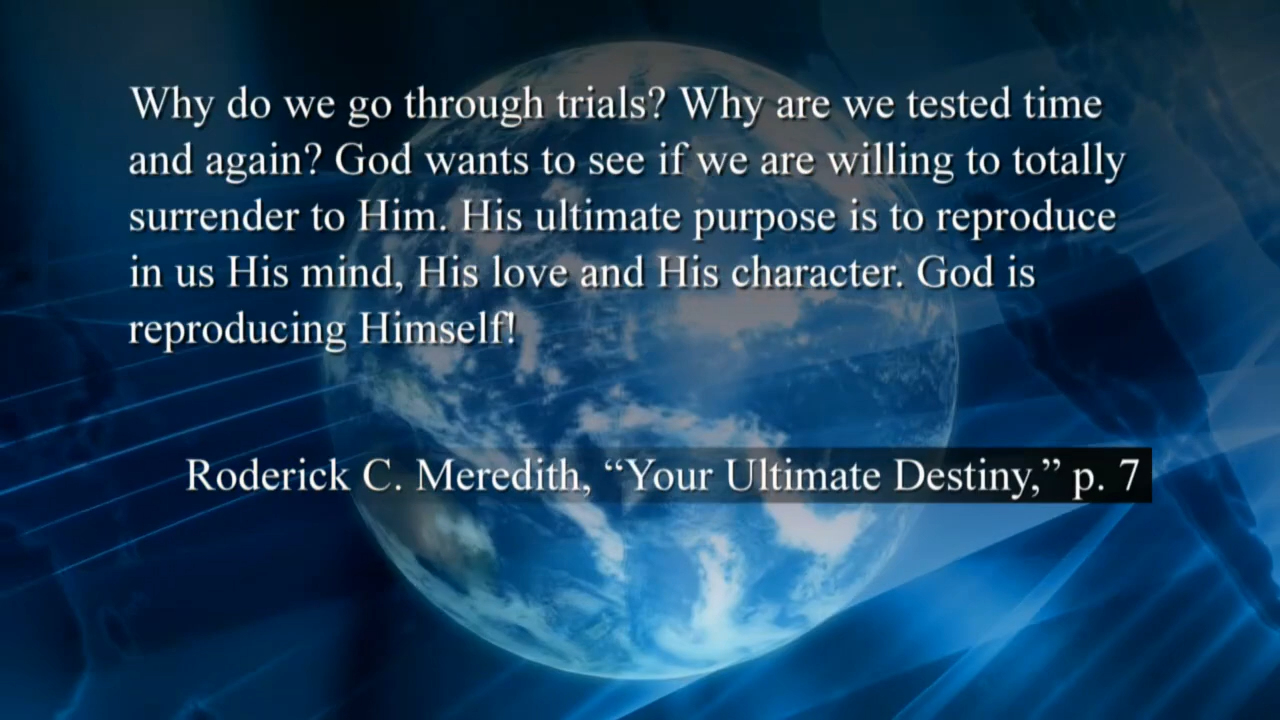 Why do we go through trials? Why are we tested time
and again? God wants to see if we are willing to totally
surrender to Him. His ultimate purpose is to reproduce
in us His mind, His love and His character. God is
reproducing Himself!
Roderick C. Meredith, “Your Ultimate Destiny,” p. 7